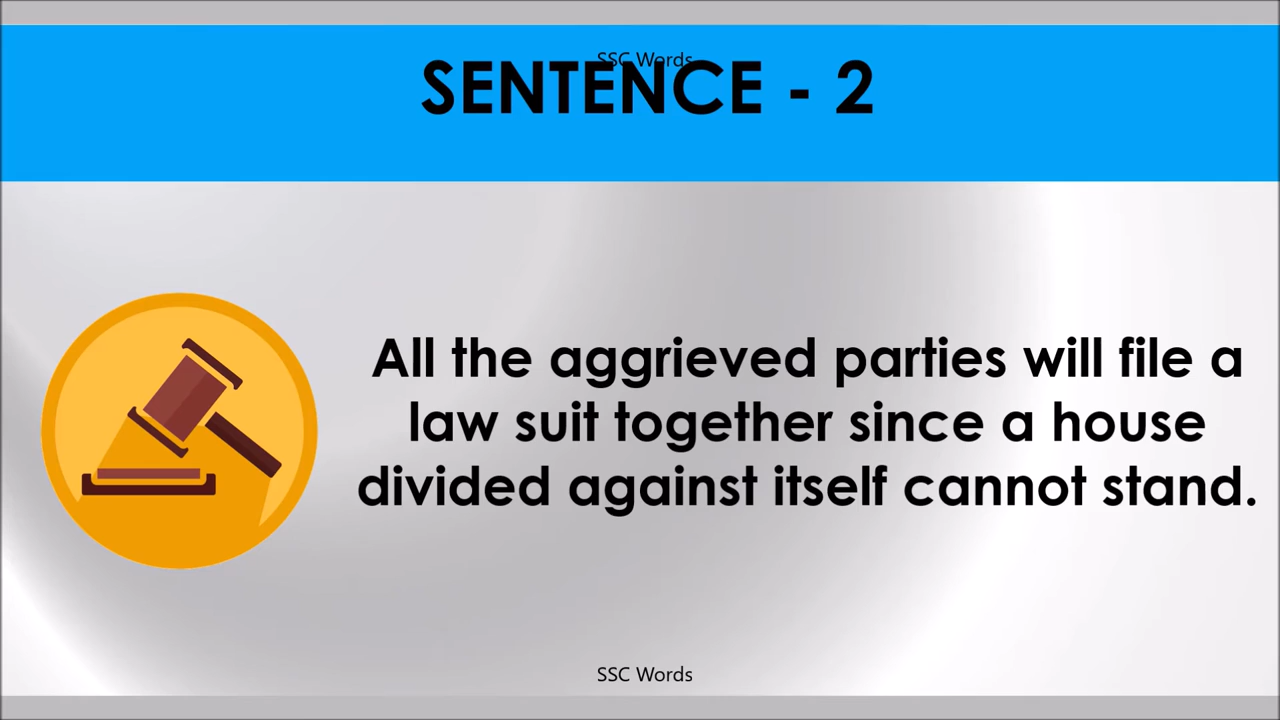 SSC Words
SENTENCE - 2
All the aggrieved parties will file a
law suit together since a house
divided against itself cannot stand.
SSC Words